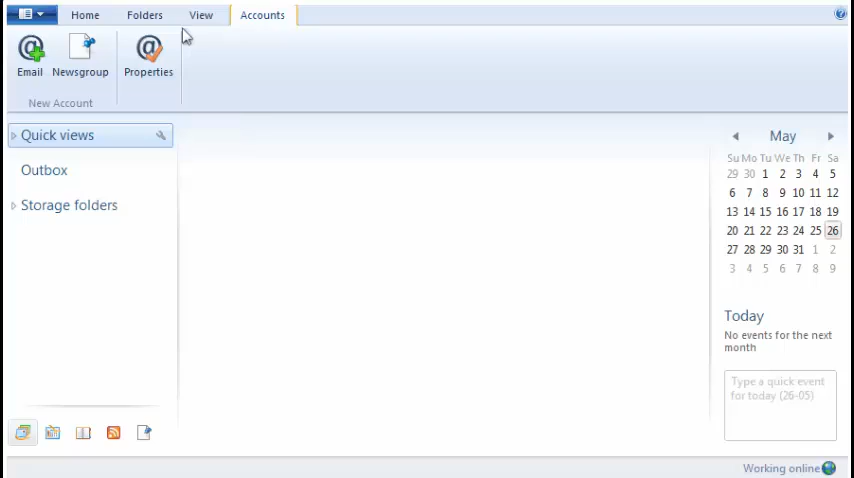 Home Folders View Accounts
Email Newsgroup Properties
New Account
Quick views
Outbox
Storage folders
May
Su Mo Tu We Th Fr Sa
29 30 1 2 3 4 5
6 7 8 9 10 11 12
13 14 15 16 17 18 19
20 21 22 23 24 25 26
27 28 29 30 31 1 2
3 4 5 6 7 8 9
Today
No events for the next
month
Type a quick event
for today (26-05)
Working online